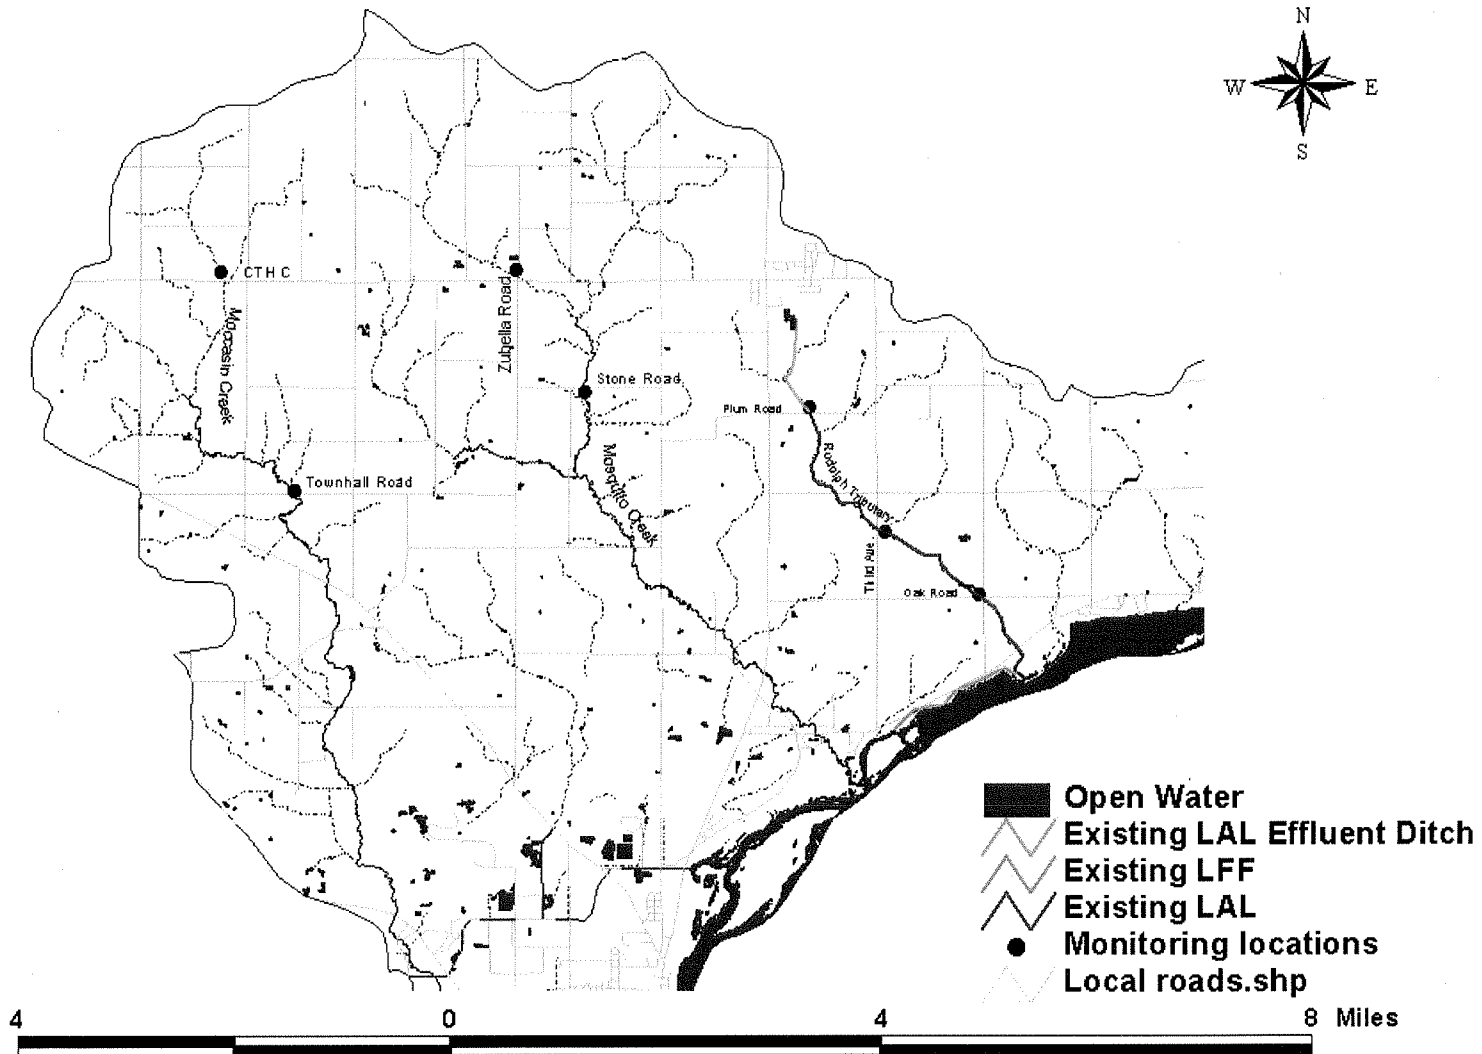 N
W E
S
CTH C
Moccasin Creek
Zubella Road
Stone Road
Plum Road
Rudolph Tributary
Townhall Road
Mosquito Creek
Third Ave
Oak Road
Open Water
Existing LAL Effluent Ditch
Existing LFF
Existing LAL
Monitoring locations
Local roads.shp
4 0 4 8 Miles